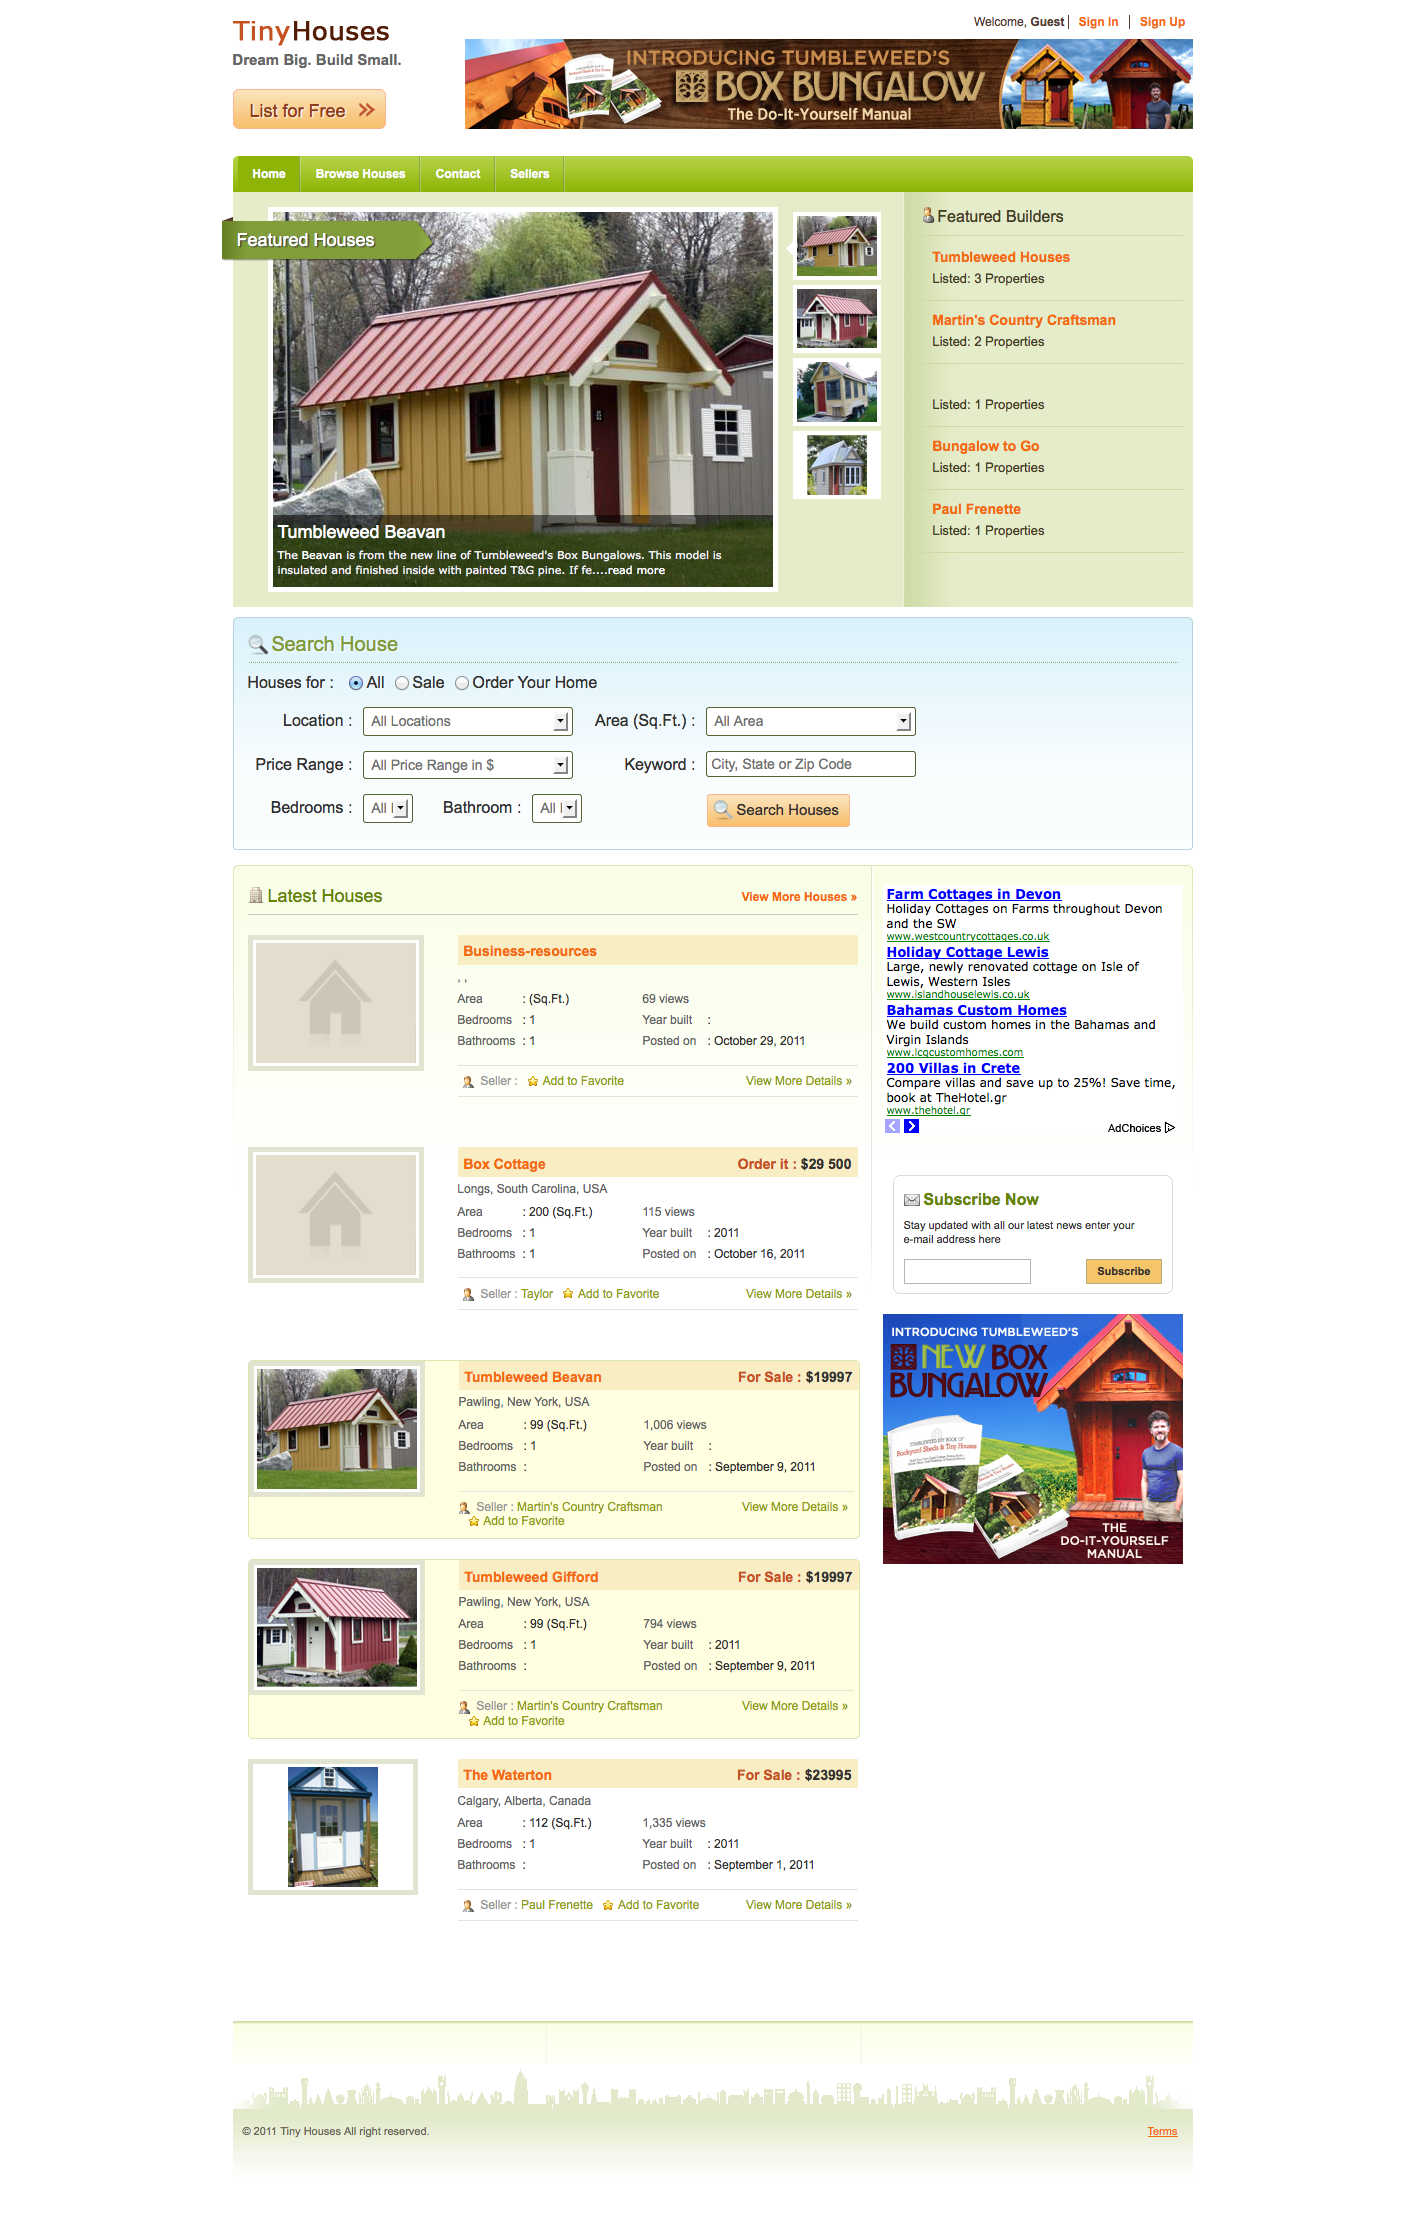 TinyHouses
Dream Big. Build Small.
List for Free
Welcome, Guest | Sign In | Sign Up
INTRODUCING TUMBLEWEED'S
BOX BUNGALOW
The Do-It-Yourself Manual
Home Browse Houses Contact Sellers
Featured Houses
Tumbleweed Beavan
The Beavan is from the new line of Tumbleweed's Box Bungalows. This model is
insulated and finished inside with painted T&G pine. If fe....read more
Featured Builders
Tumbleweed Houses
Listed: 3 Properties
Martin's Country Craftsman
Listed: 2 Properties
Listed: 1 Properties
Bungalow to Go
Listed: 1 Properties
Paul Frenette
Listed: 1 Properties
Search House
Houses for : All Sale Order Your Home
Location : All Locations Area (Sq.Ft.) : All Area
Price Range : All Price Range in $ Keyword : City, State or Zip Code
Bedrooms : All Bathroom : All Search Houses
Latest Houses View More Houses »
Business-resources
, ,
Area : (Sq.Ft.) 69 views
Bedrooms : 1 Year built :
Bathrooms : 1 Posted on : October 29, 2011
Seller : Add to Favorite View More Details »
Box Cottage Order it : $29 500
Longs, South Carolina, USA
Area : 200 (Sq.Ft.) 115 views
Bedrooms : 1 Year built : 2011
Bathrooms : 1 Posted on : October 16, 2011
Seller : Taylor Add to Favorite View More Details »
Tumbleweed Beavan For Sale : $19997
Pawling, New York, USA
Area : 99 (Sq.Ft.) 1,006 views
Bedrooms : 1 Year built :
Bathrooms : Posted on : September 9, 2011
Seller : Martin's Country Craftsman View More Details »
Add to Favorite
Tumbleweed Gifford For Sale : $19997
Pawling, New York, USA
Area : 99 (Sq.Ft.) 794 views
Bedrooms : 1 Year built : 2011
Bathrooms : Posted on : September 9, 2011
Seller : Martin's Country Craftsman View More Details »
Add to Favorite
The Waterton For Sale : $23995
Calgary, Alberta, Canada
Area : 112 (Sq.Ft.) 1,335 views
Bedrooms : 1 Year built : 2011
Bathrooms : Posted on : September 1, 2011
Seller : Paul Frenette Add to Favorite View More Details »
Farm Cottages in Devon
Holiday Cottages on Farms throughout Devon
and the SW
www.westcountrycottages.co.uk
Holiday Cottage Lewis
Large, newly renovated cottage on Isle of
Lewis, Western Isles
www.islandhouselewis.co.uk
Bahamas Custom Homes
We build custom homes in the Bahamas and
Virgin Islands
www.lcgcustomhomes.com
200 Villas in Crete
Compare villas and save up to 25%! Save time,
book at TheHotel.gr
www.thehotel.gr
AdChoices
Subscribe Now
Stay updated with all our latest news enter your
e-mail address here
Subscribe
INTRODUCING TUMBLEWEED'S
NEW BOX
BUNGALOW
Backyard Sheds & Tiny Houses
THE
DO-IT-YOURSELF
MANUAL
© 2011 Tiny Houses All right reserved. Terms